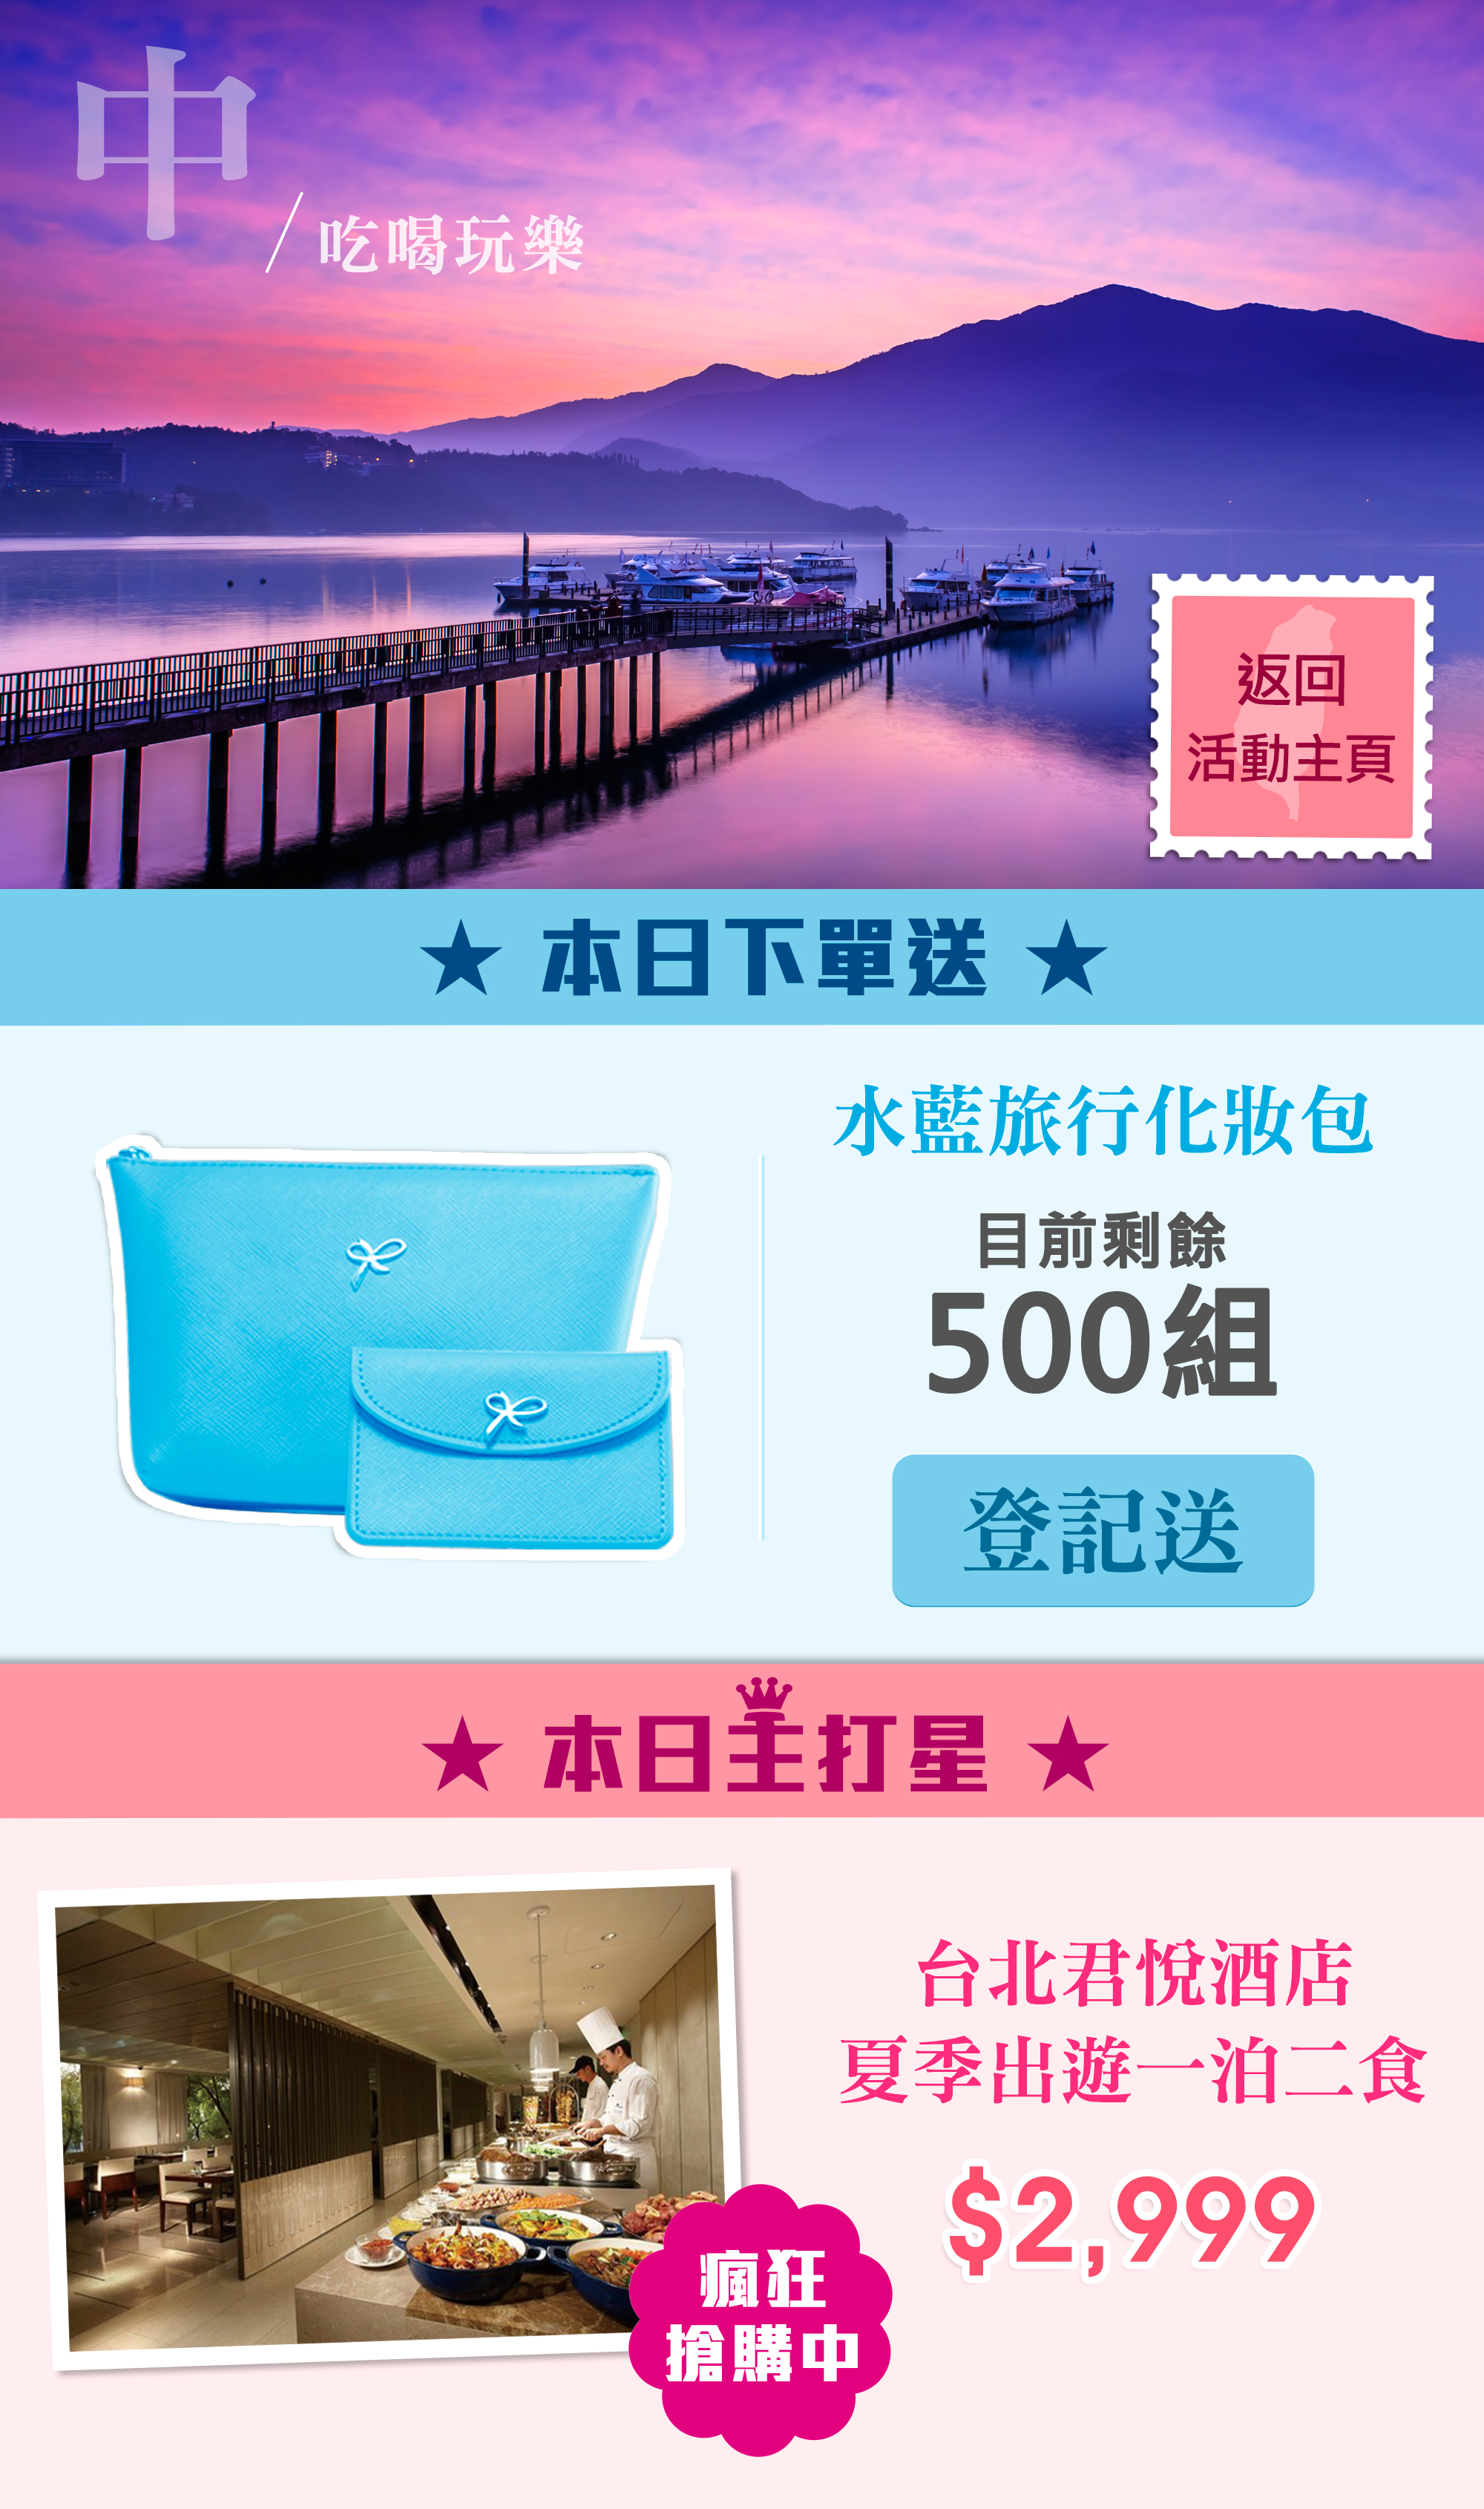 中
吃喝玩樂
返回
活動主頁
★ 本日下單送 ★
水藍旅行化妝包
目前剩餘
500組
登記送
★ 本日主打星 ★
台北君悅酒店
夏季出遊一泊二食
$2,999
瘋狂
搶購中